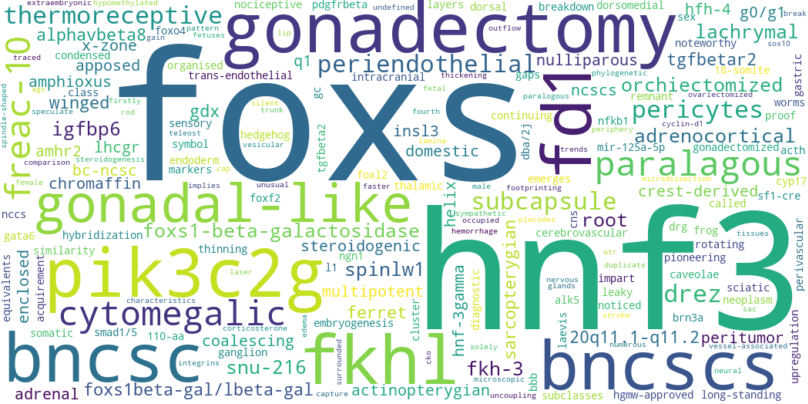 extraembryonic hypomethylated nociceptive pdgfrbeta undefined layers dorsal breakdown dorsomedial hfh-4 g0/g1 break
thermoreceptive gonadectomy sex lachrymal
freac-10 alphavbeta8 gain foxo4 pattern fetuses lip outflow noteworthy sox10
x-zone condensed organised q1 periendothelial nulliparous tgfbetar2 gastric
traced apposed trans-endothelial intracranial thickening gaps phylogenetic 18-somite
amphioxus .class foxs gc fetal fd1 paralogous ncscs orchiectomized worms
winged gdx silent trunk rod insl3 fourth continuing remnant pericytes proof
spindle-shaped ags igfbp6 sensory hedgehog vesicular tgfbeta2 domestic lamina cyclin-d1 nfkb1 ovariectomized periphery adrenocortical
speculate firstly amhr2 lhcgr symbol teleost dba/2j trends mir-125a-5p gonadectomized acth
comparison bc-ncsc steroidogenesis endoderm cap foxl2 emerges paralagous microdissection cyp17
female chromaffin markers implies unusual faster thalamic male footprinting crest-derived sf1-cre
nccs gonadal-like foxf2 helix subcapsule cns root called tissues
gata6 hybridization foxs1-beta-galactosidase sympathetic occupied placodes hemorrhage cerebrovascular drg frog rotating perivascular
similarity thinning steroidogenic hnf3 sarcopterygian utr pioneering
equivalents enclosed acquirement pik3c2g l1 ngn1 spinlw1 hnf-3gamma nervous glands alk5 impart leaky noticed caveolae sciatic
characteristics laser multipotent diagnostic duplicate stroke drez neoplasm sac
cytomegalic ferret brn3a upregulation
somatic smad1/5 110-aa corticosterone edema embryogenesis cluster laevis 20q11.1-q11.2 vessel-associated
bncsc coalescing ganglion integrins fkhl cko solely numerous bncscs peritumor
snu-216 surrounded bbb fkh-3 microscopic neural
adrenal foxs1beta-gal/lbeta-gal capture actinopterygian uncoupling subclasses hgmw-approved long-standing